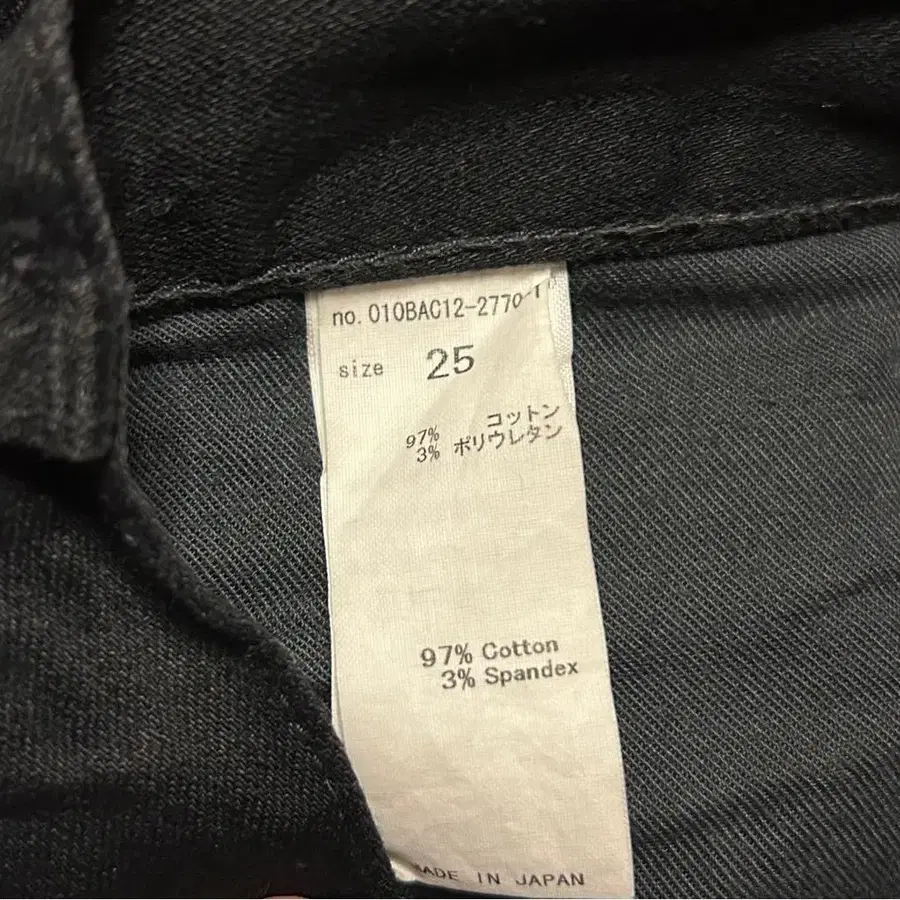 no. 010BAC12-2770-1
size 25
97% コットン
3% ポリウレタン
97% Cotton
3% Spandex
MADE IN JAPAN